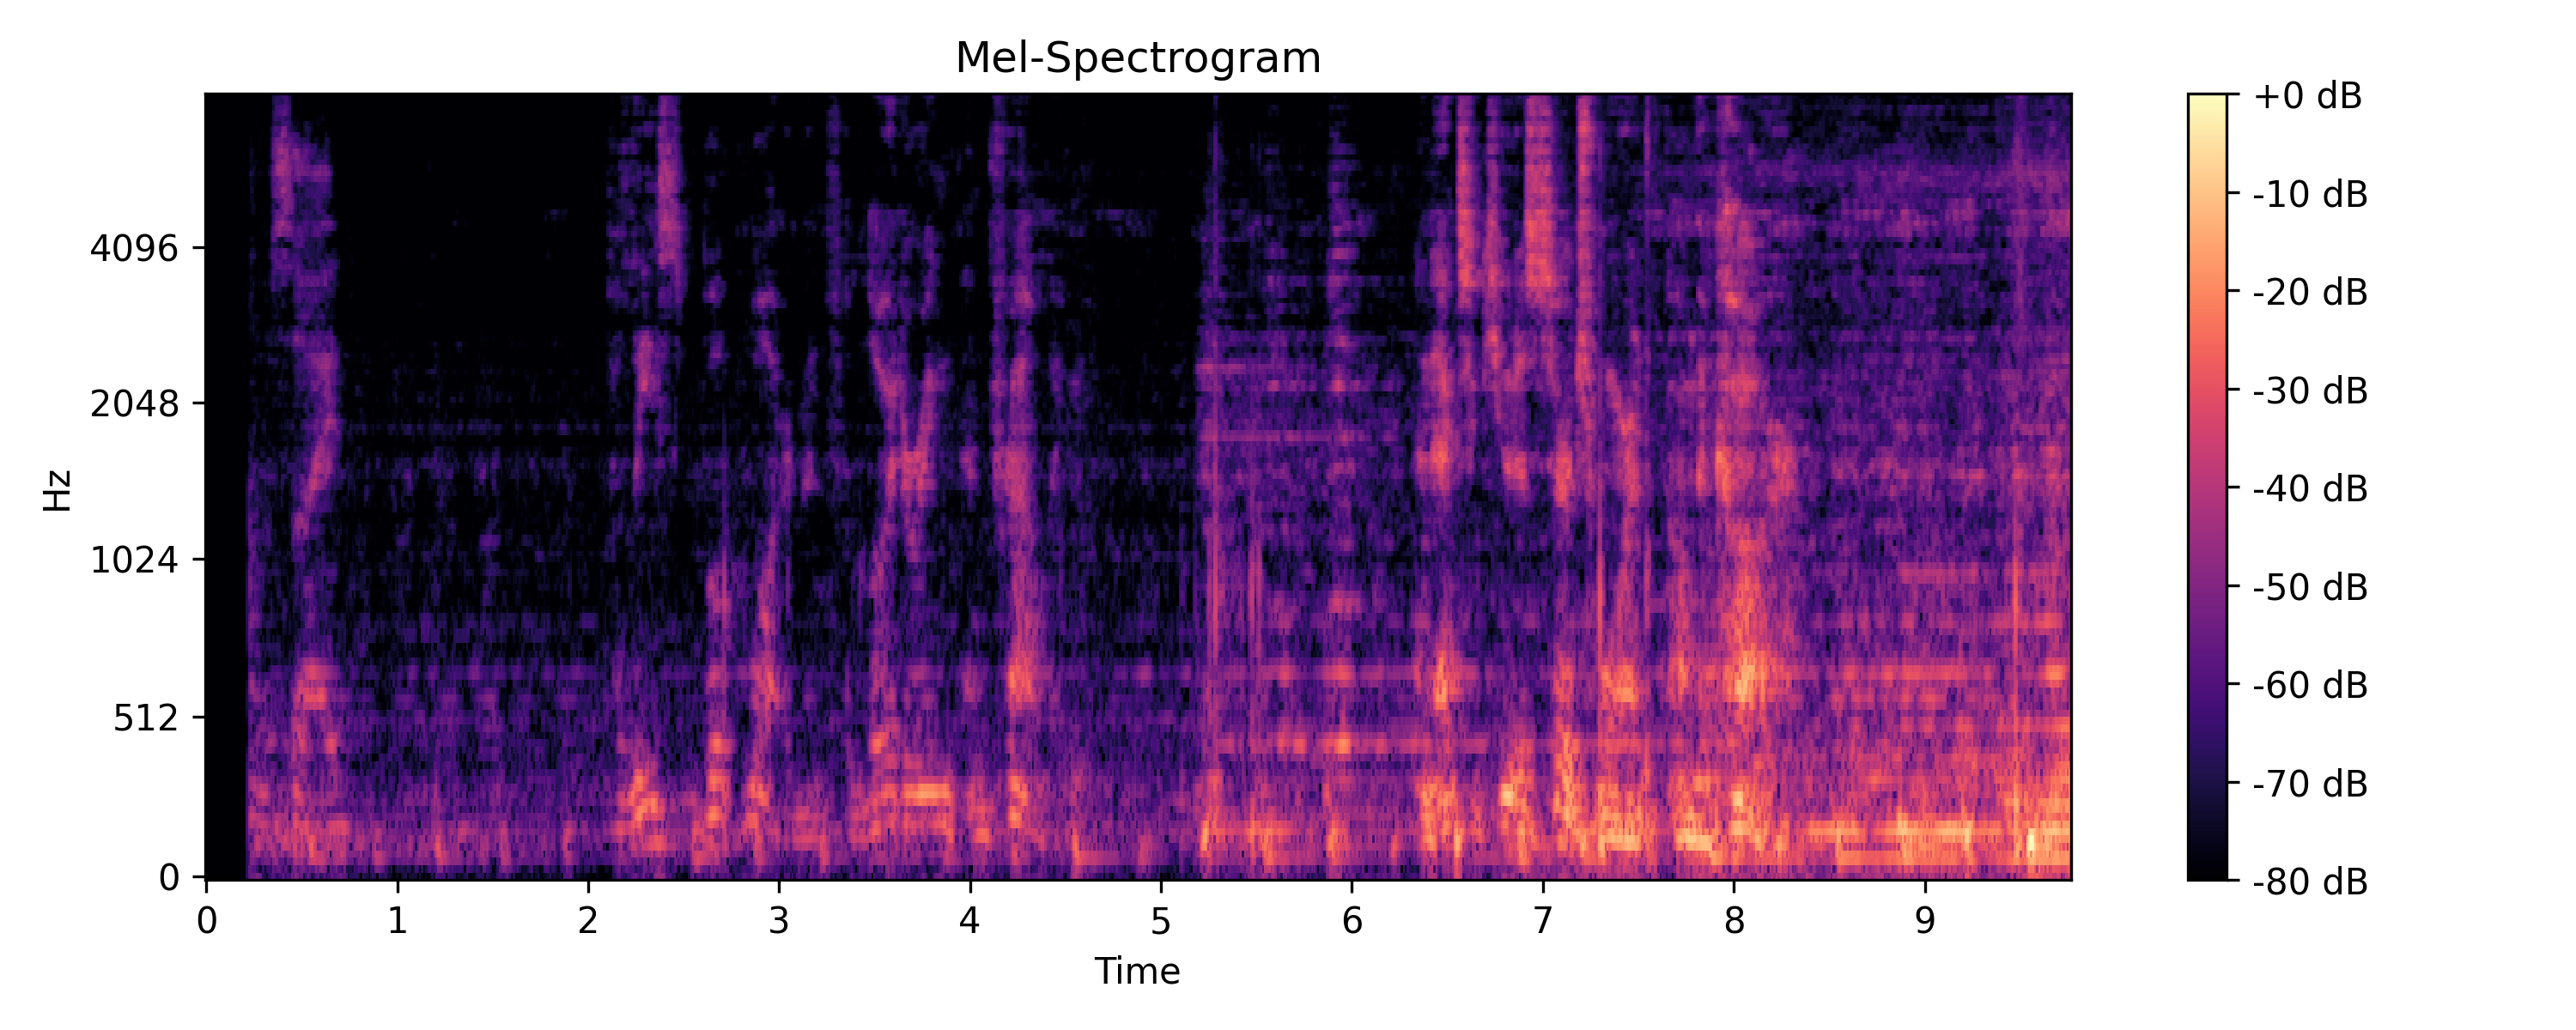 Mel-Spectrogram
+0 dB
-10 dB
-20 dB
-30 dB
-40 dB
-50 dB
-60 dB
-70 dB
-80 dB
Hz
4096
2048
1024
512
0
0 1 2 3 4 5 6 7 8 9
Time